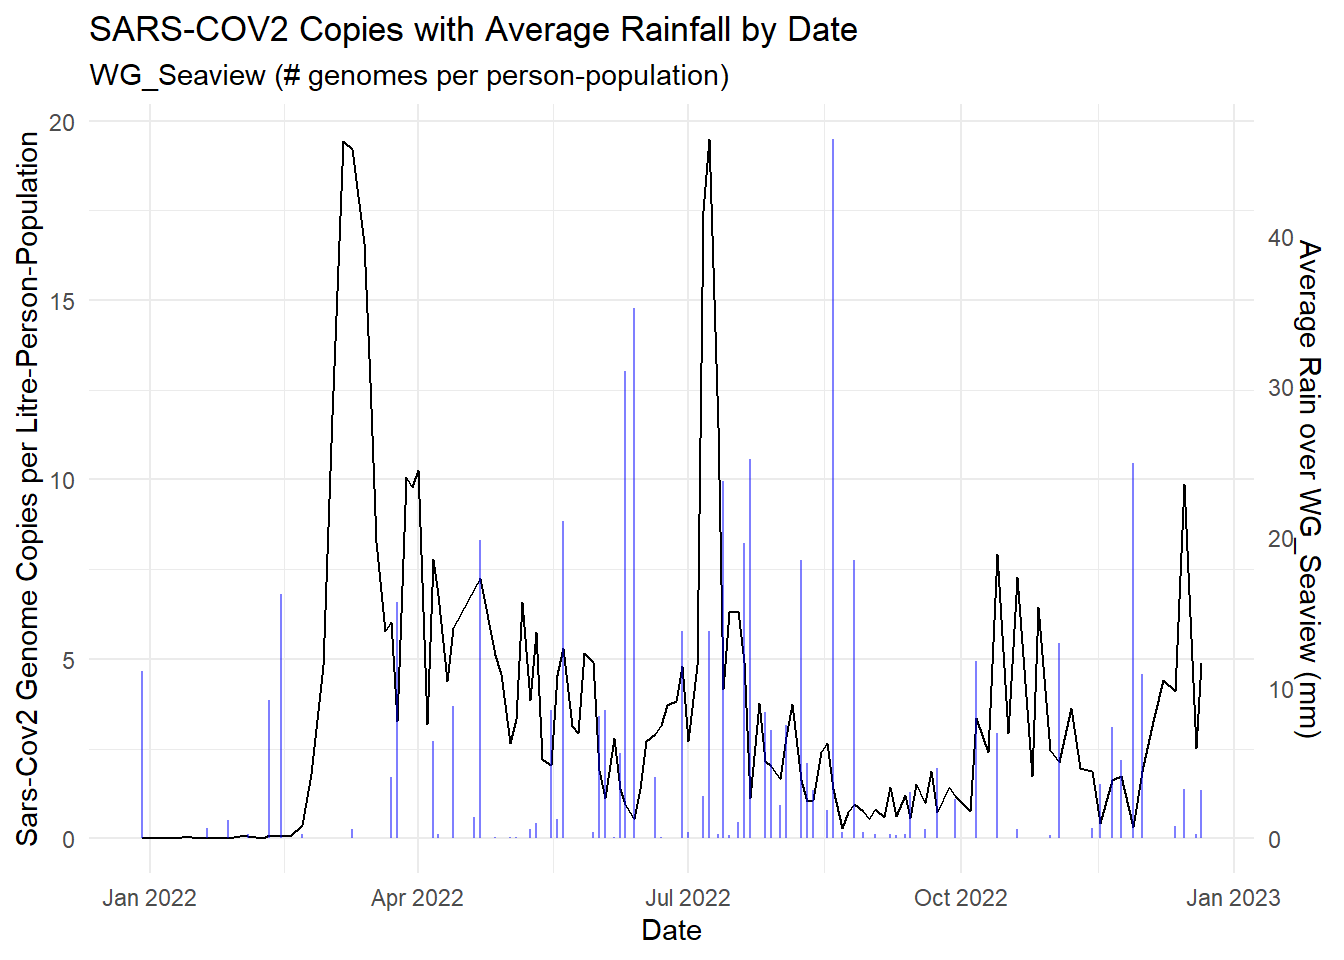 SARS-COV2 Copies with Average Rainfall by Date
WG_Seaview (# genomes per person-population)
Sars-Cov2 Genome Copies per Litre-Person-Population
20
15
10
5
0
40
30
20
10
0
Average Rain over WG_Seaview (mm)
Jan 2022
Apr 2022
Jul 2022
Oct 2022
Jan 2023
Date